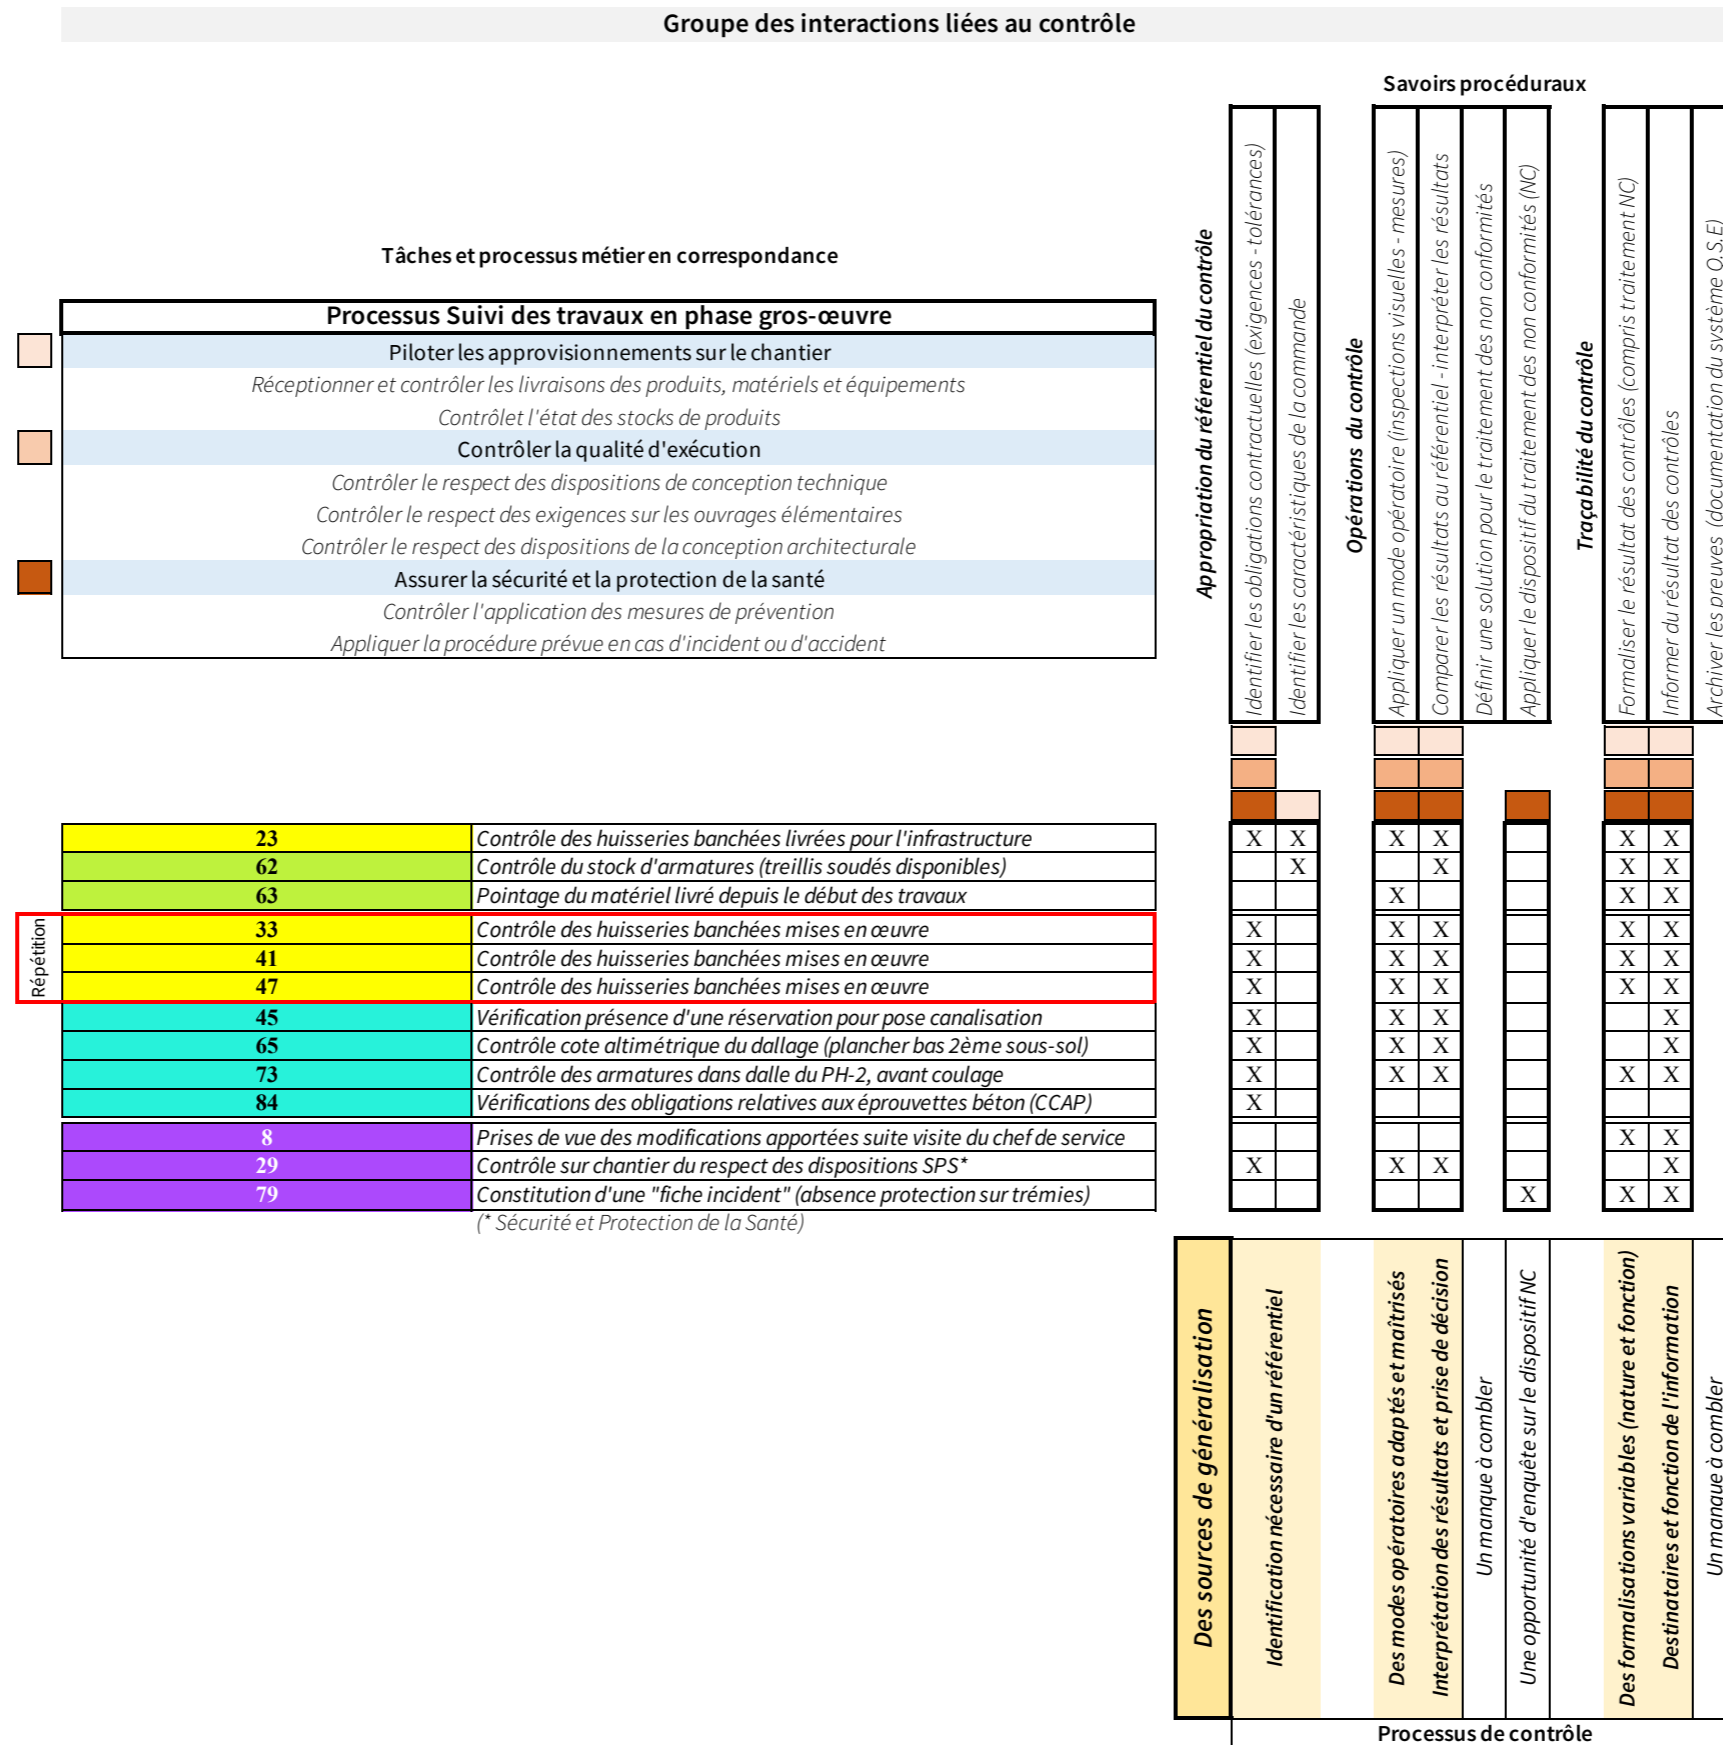 Groupe des interactions liées au contrôle
Savoirs procéduraux
Tâches et processus métier en correspondance
Processus Suivi des travaux en phase gros-œuvre
Piloter les approvisionnements sur le chantier
Réceptionner et contrôler les livraisons des produits, matériels et équipements
Contrôlet l'état des stocks de produits
Contrôler la qualité d'exécution
Contrôler le respect des dispositions de conception technique
Contrôler le respect des exigences sur les ouvrages élémentaires
Contrôler le respect des dispositions de la conception architecturale
Assurer la sécurité et la protection de la santé
Contrôler l'application des mesures de prévention
Appliquer la procédure prévue en cas d'incident ou d'accident
Appropriation du référentiel du contrôle
Identifier les obligations contractuelles (exigences - tolérances)
Identifier les caractéristiques de la commande
Opérations du contrôle
Appliquer un mode opératoire (inspections visuelles - mesures)
Comparer les résultats au référentiel -interpréter les résultats
Définir une solution pour le traitement des non conformités
Appliquer le dispositif du traitement des non conformités (NC)
Traçabilité du contrôle
Formaliser le résultat des contrôles (compris traitement NC)
Informer du résultat des contrôles
Archiver les preuves (documentation du système Q.S.E)
23 Contrôle des huisseries banchées livrées pour l'infrastructure X X X X X X
62 Contrôle du stock d'armatures (treillis soudés disponibles) X X X X
63 Pointage du matériel livré depuis le début des travaux X X X
Répétition
33 Contrôle des huisseries banchées mises en œuvre X X X X X
41 Contrôle des huisseries banchées mises en œuvre X X X X X
47 Contrôle des huisseries banchées mises en œuvre X X X X X
45 Vérification présence d'une réservation pour pose canalisation X X X X
65 Contrôle cote altimétrique du dallage (plancher bas 2ème sous-sol) X X X X
73 Contrôle des armatures dans dalle du PH-2, avant coulage X X X X X
84 Vérifications des obligations relatives aux éprouvettes béton (CCAP) X
8 Prises de vue des modifications apportées suite visite du chef de service X X
29 Contrôle sur chantier du respect des dispositions SPS* X X X X
79 Constitution d'une "fiche incident" (absence protection sur trémies) X X X
(* Sécurité et Protection de la Santé)
Des sources de généralisation
Identification nécessaire d'un référentiel
Des modes opératoires adaptés et maîtrisés
Interprétation des résultats et prise de décision
Un manque à combler
Une opportunité d'enquête sur le dispositif NC
Des formalisations variables (nature et fonction)
Destinataires et fonction de l'information
Un manque à combler
Processus de contrôle